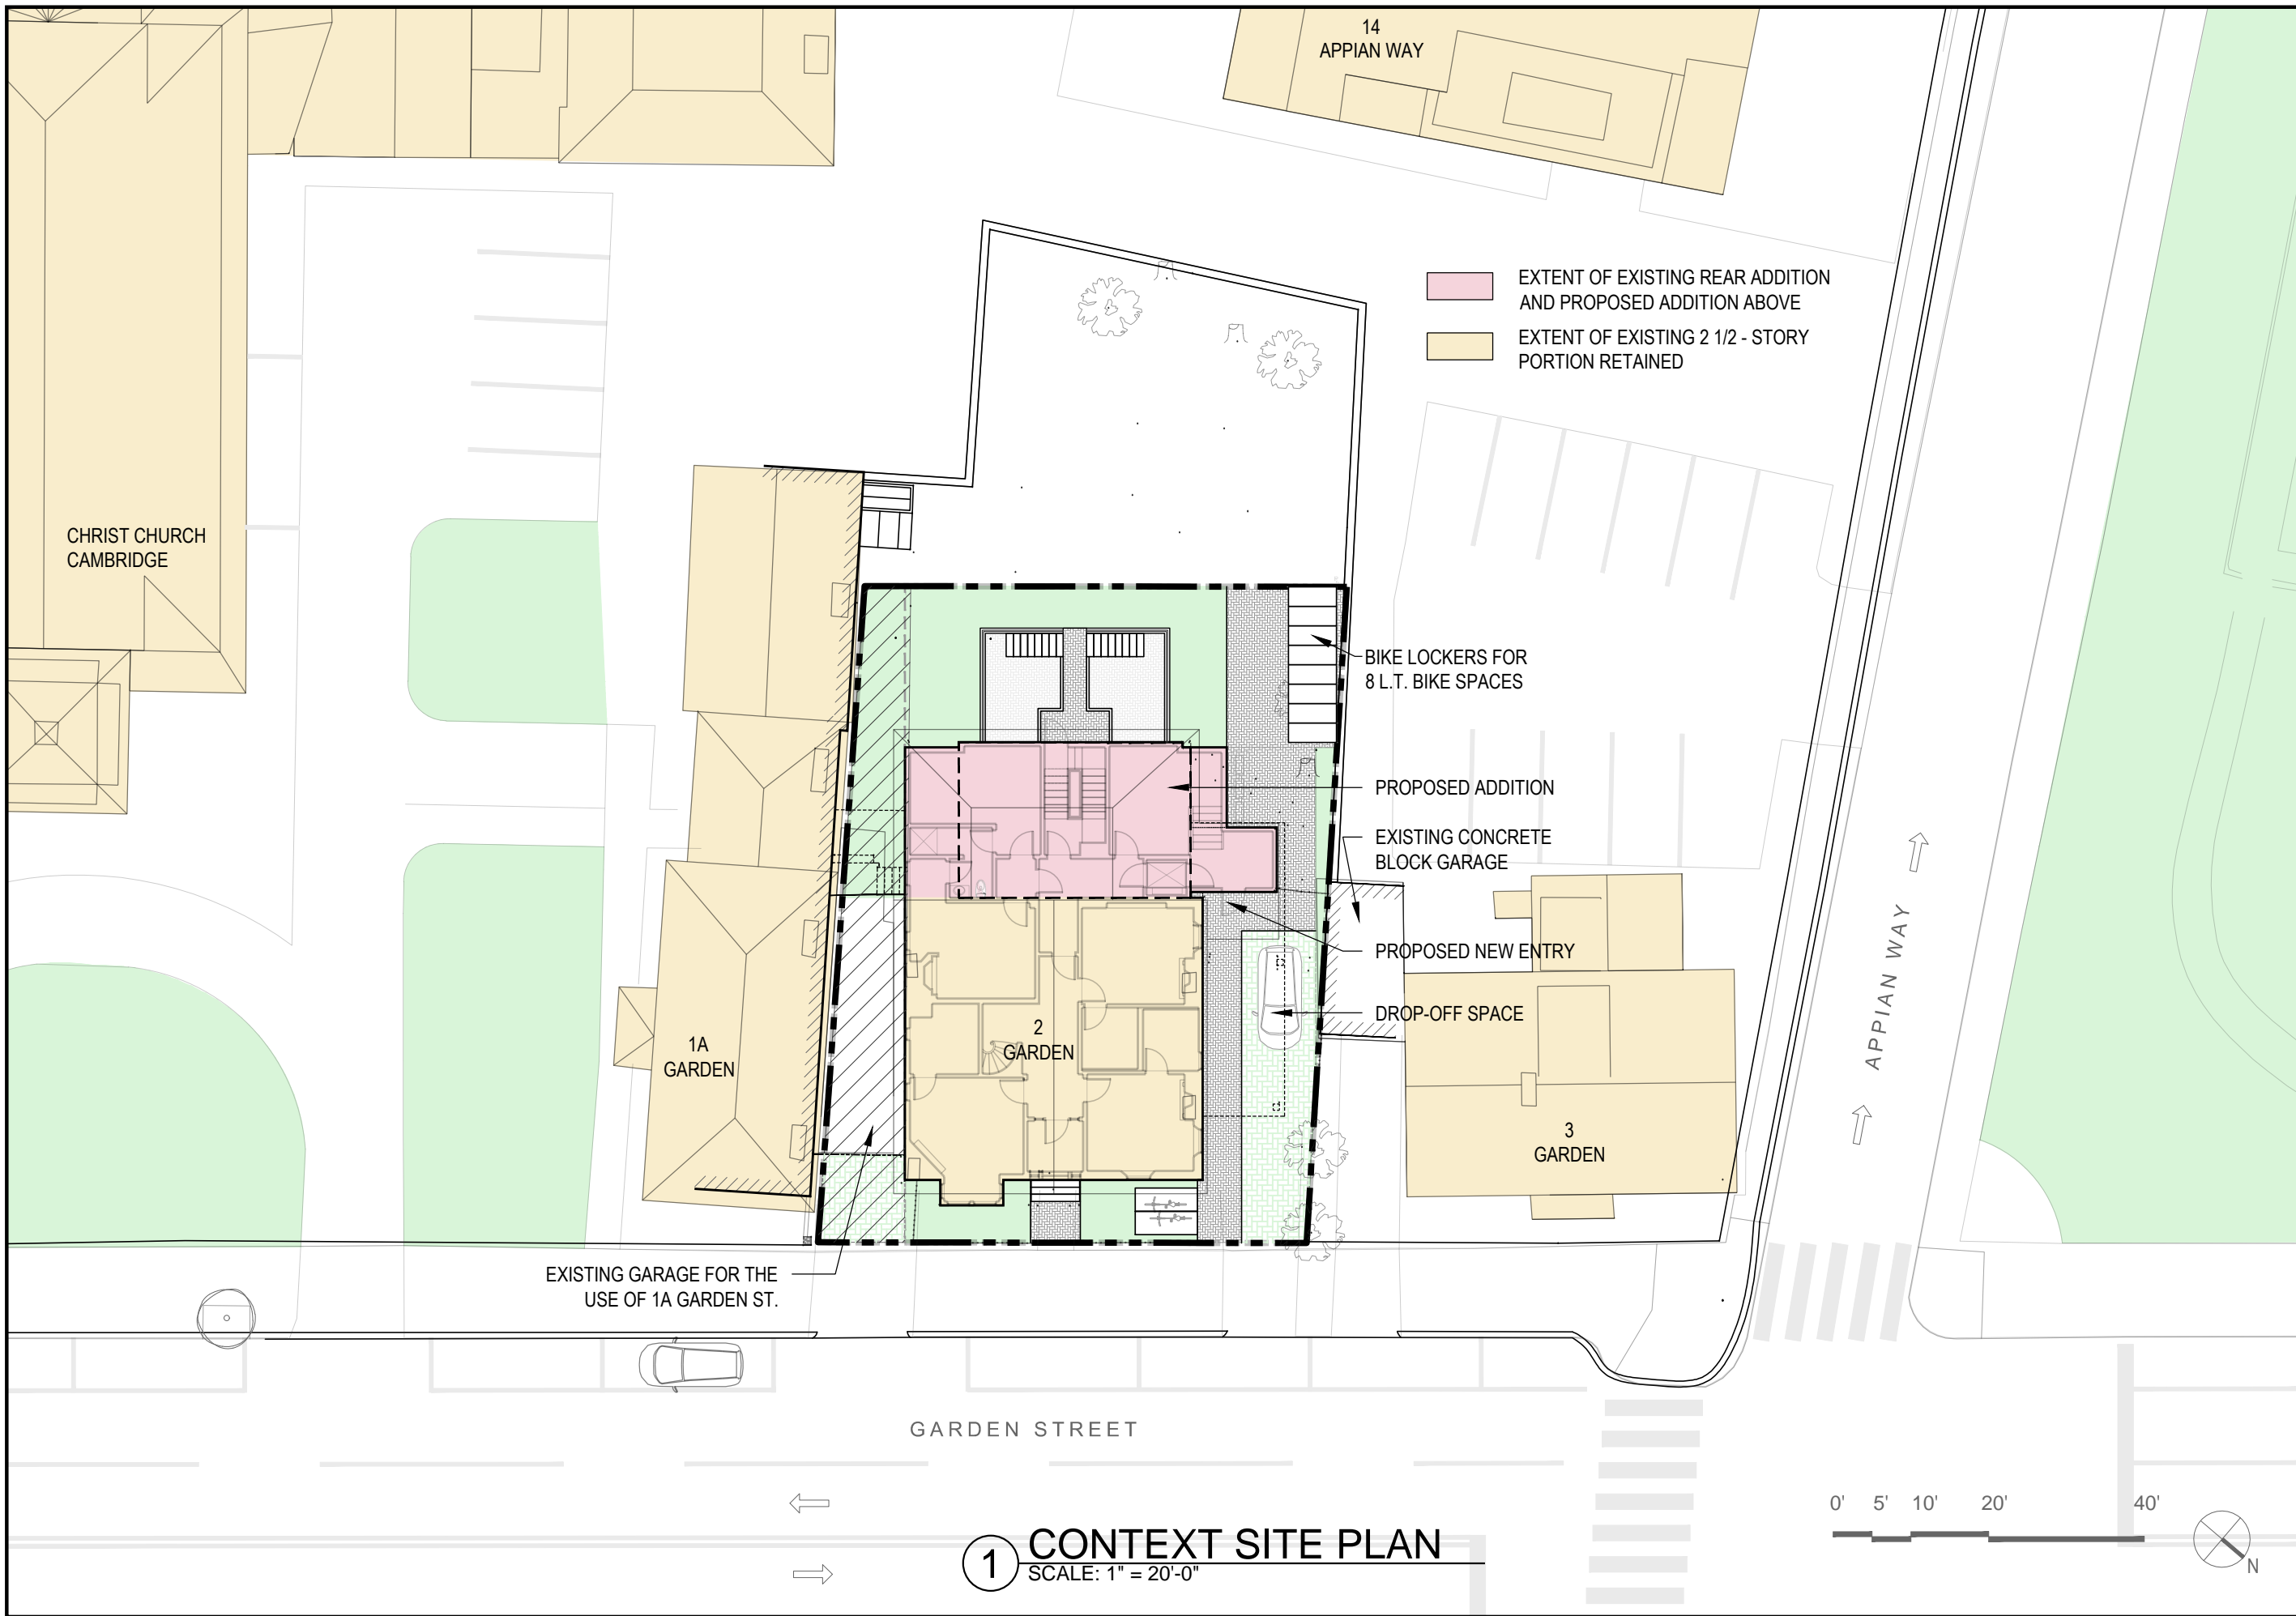 14
APPIAN WAY
EXTENT OF EXISTING REAR ADDITION
AND PROPOSED ADDITION ABOVE
EXTENT OF EXISTING 2 1/2 - STORY
PORTION RETAINED
CHRIST CHURCH
CAMBRIDGE
BIKE LOCKERS FOR
8 L.T. BIKE SPACES
PROPOSED ADDITION
EXISTING CONCRETE
BLOCK GARAGE
PROPOSED NEW ENTRY
DROP-OFF SPACE
2
GARDEN
1A
GARDEN
3
GARDEN
APPIAN WAY
EXISTING GARAGE FOR THE
USE OF 1A GARDEN ST.
GARDEN STREET
0' 5' 10' 20' 40'
N
1
CONTEXT SITE PLAN
SCALE: 1" = 20'-0"